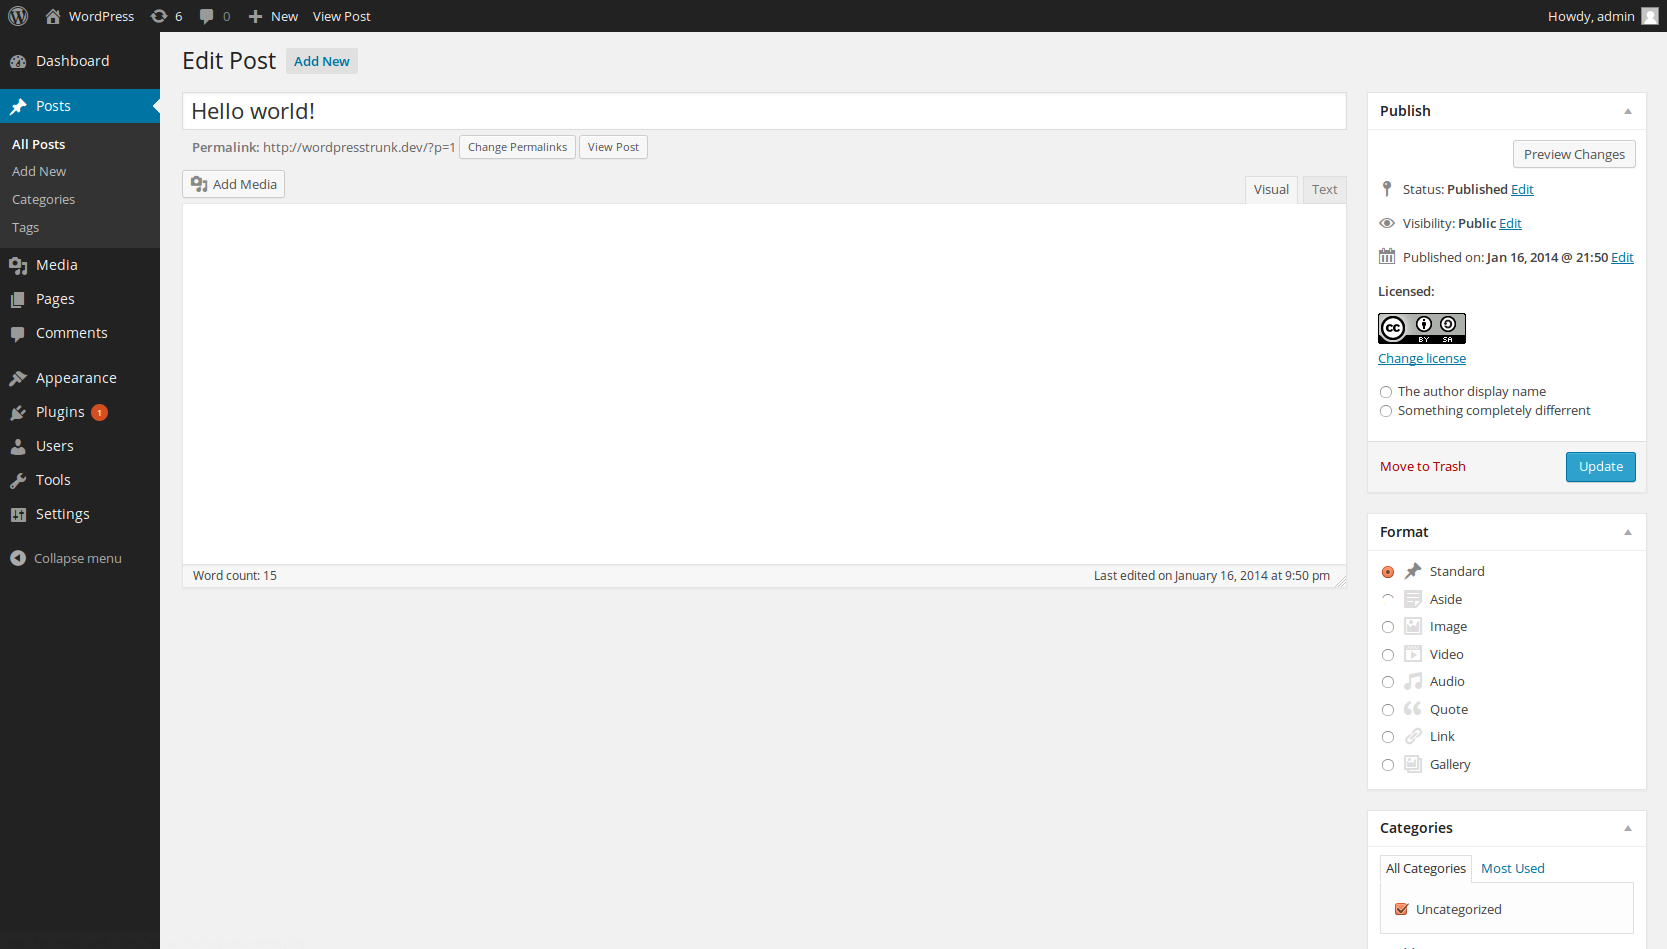 WordPress 6 0 New View Post Howdy, admin
Dashboard
Posts
All Posts
Add New
Categories
Tags
Media
Pages
Comments
Appearance
Plugins 1
Users
Tools
Settings
Collapse menu
Edit Post Add New
Hello world!
Permalink: http://wordpresstrunk.dev/?p=1 Change Permalinks View Post
Add Media
Visual Text
Word count: 15 Last edited on January 16, 2014 at 9:50 pm
Publish
Preview Changes
Status: Published Edit
Visibility: Public Edit
Published on: Jan 16, 2014 @ 21:50 Edit
Licensed:
cc BY SA
Change license
The author display name
Something completely differrent
Move to Trash Update
Format
Standard
Aside
Image
Video
Audio
Quote
Link
Gallery
Categories
All Categories Most Used
Uncategorized